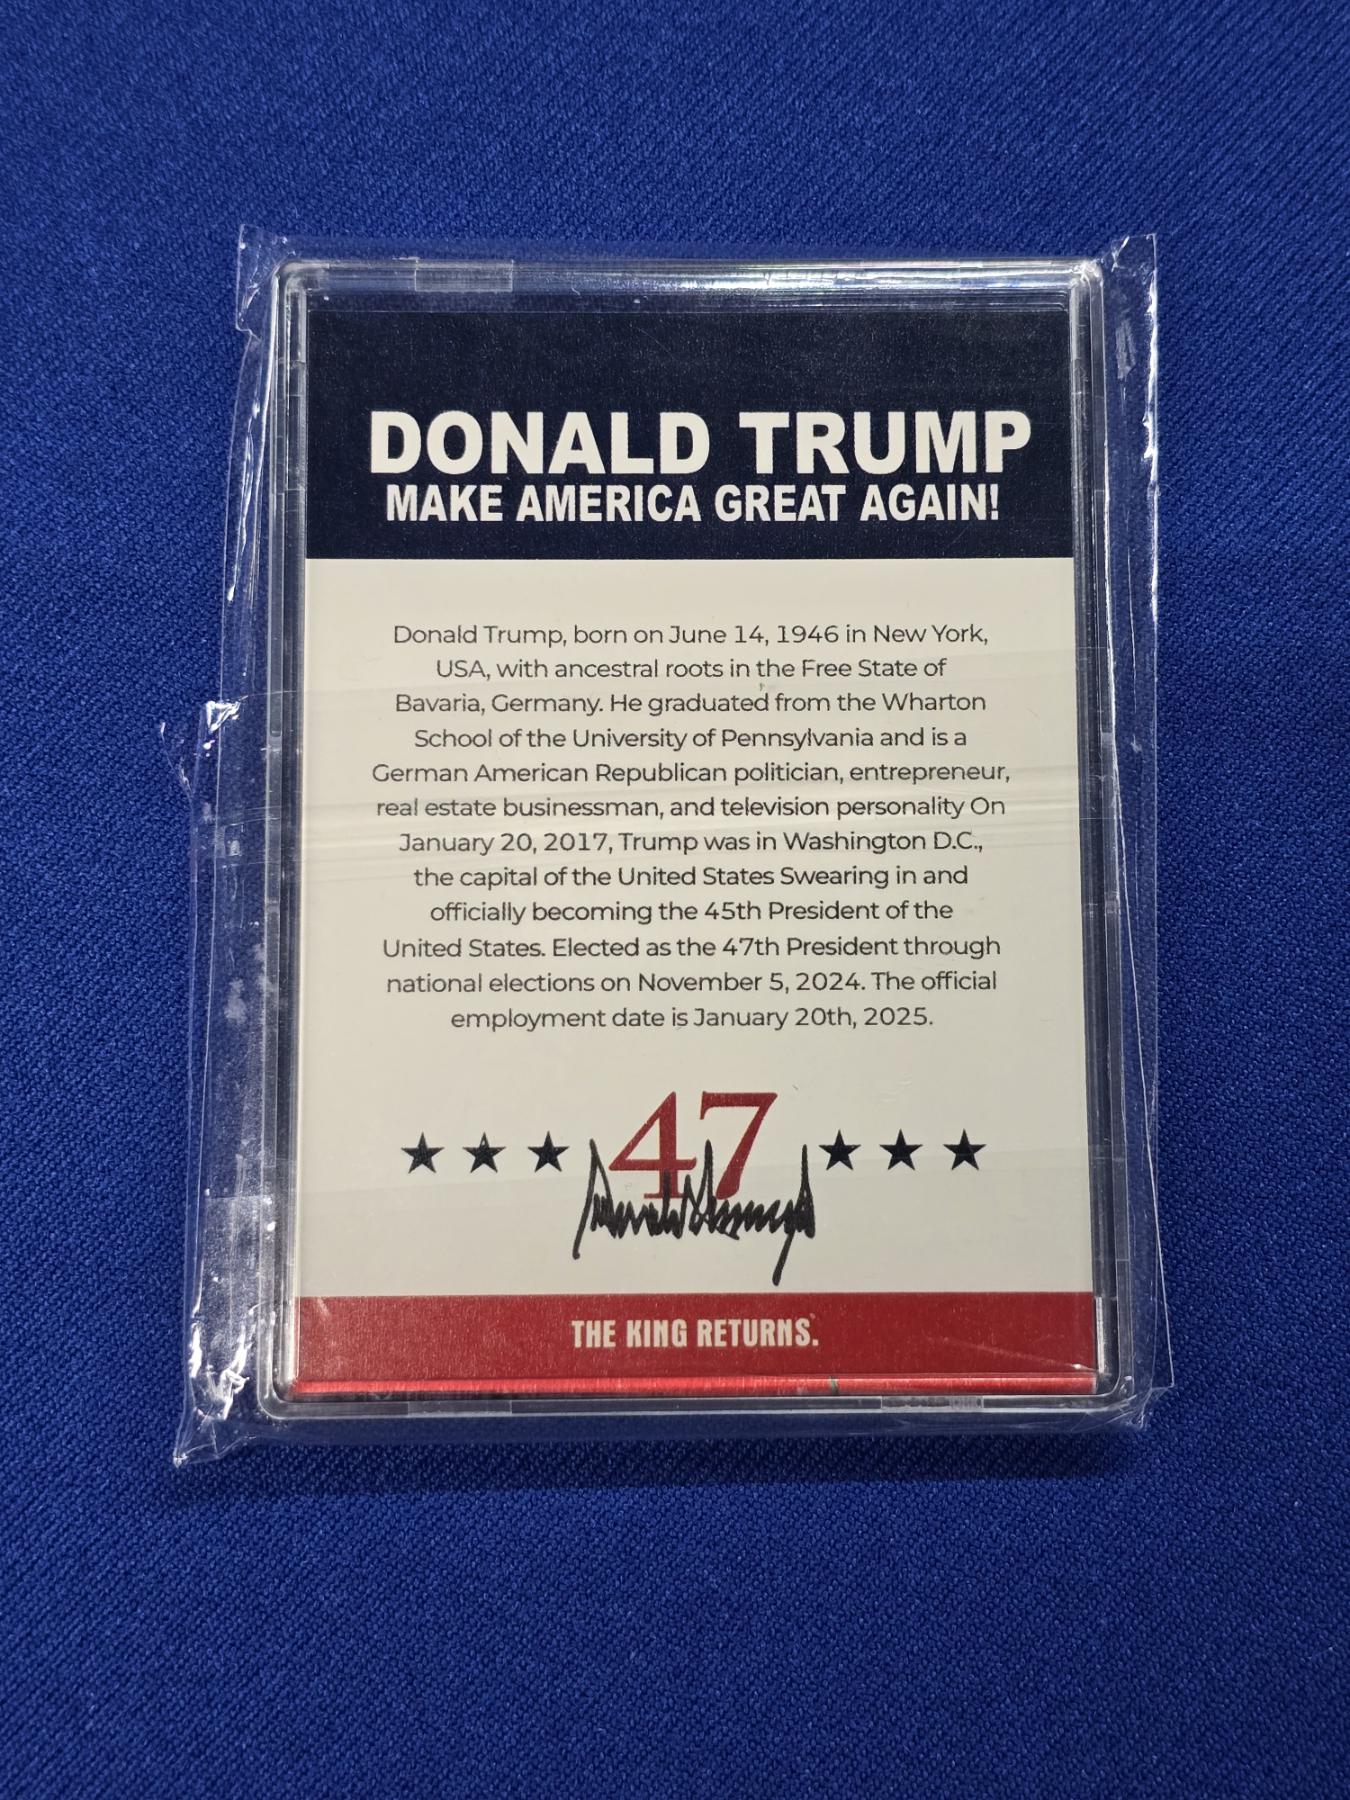 DONALD TRUMP
MAKE AMERICA GREAT AGAIN!
Donald Trump, born on June 14, 1946 in New York,
USA, with ancestral roots in the Free State of
Bavaria, Germany. He graduated from the Wharton
School of the University of Pennsylvania and is a
German American Republican politician, entrepreneur,
real estate businessman, and television personality On
January 20, 2017, Trump was in Washington D.C.,
the capital of the United States Swearing in and
officially becoming the 45th President of the
United States. Elected as the 47th President through
national elections on November 5, 2024. The official
employment date is January 20th, 2025.
★ ★ ★ 47 ★ ★ ★
Donald Trump
THE KING RETURNS.